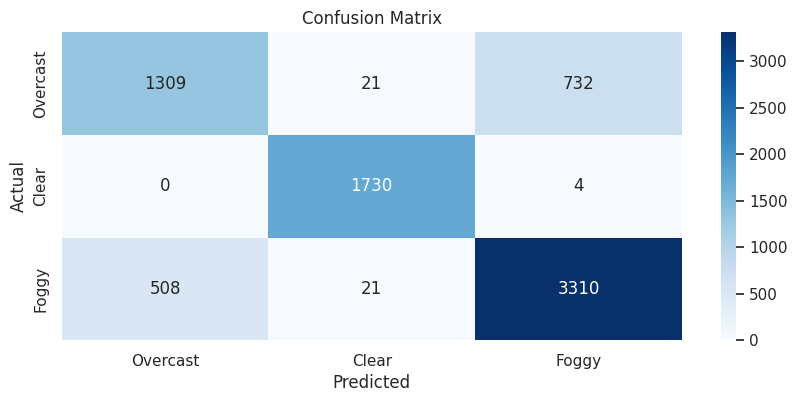 Confusion Matrix
Actual
Overcast
1309
21
732
Clear
0
1730
4
Foggy
508
21
3310
Overcast
Clear
Foggy
Predicted
3000
2500
2000
1500
1000
500
0